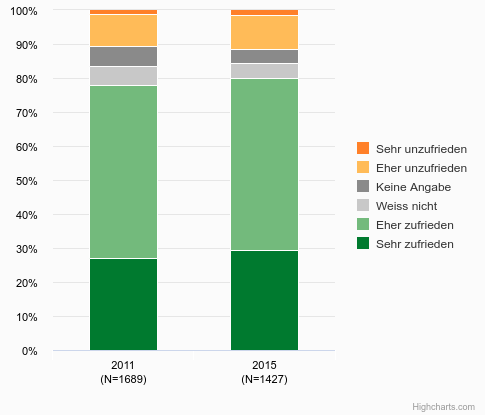 100%
90%
80%
70%
60%
50%
40%
30%
20%
10%
0%
2011
(N=1689)
2015
(N=1427)
Sehr unzufrieden
Eher unzufrieden
Keine Angabe
Weiss nicht
Eher zufrieden
Sehr zufrieden
Highcharts.com